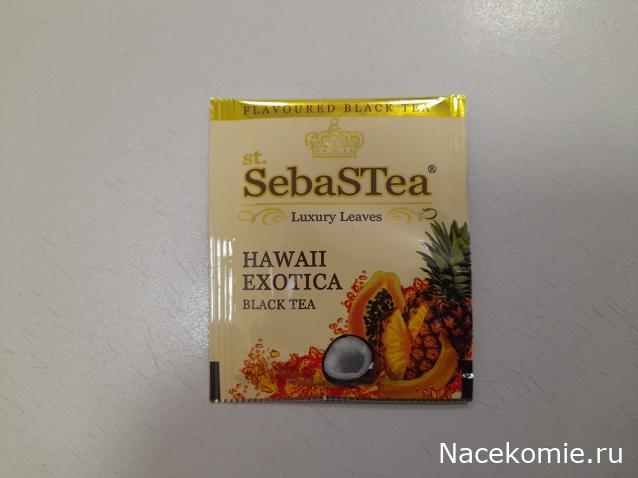 FLAVOURED BLACK TEA
st.
SebaSTea®
Luxury Leaves
HAWAII
EXOTICA
BLACK TEA
Nacekomie.ru